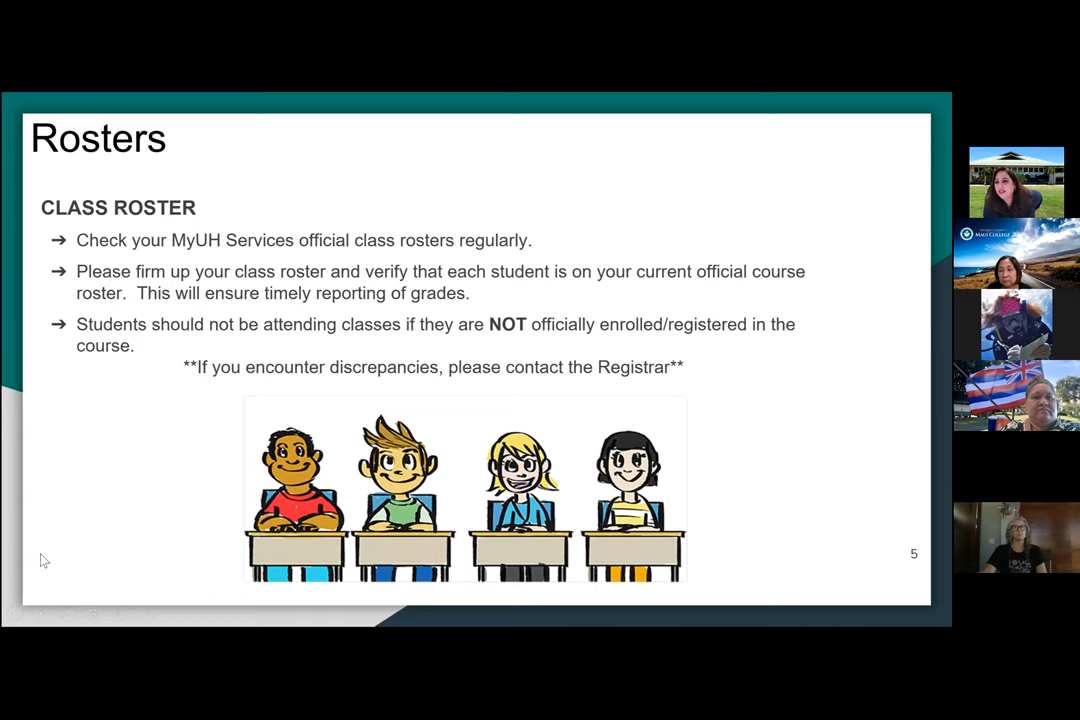 Rosters
CLASS ROSTER
➔ Check your MyUH Services official class rosters regularly.
➔ Please firm up your class roster and verify that each student is on your current official course
roster.  This will ensure timely reporting of grades.
➔ Students should not be attending classes if they are NOT officially enrolled/registered in the
course.
**If you encounter discrepancies, please contact the Registrar**
5
MAUI COLLEGE
LOVE